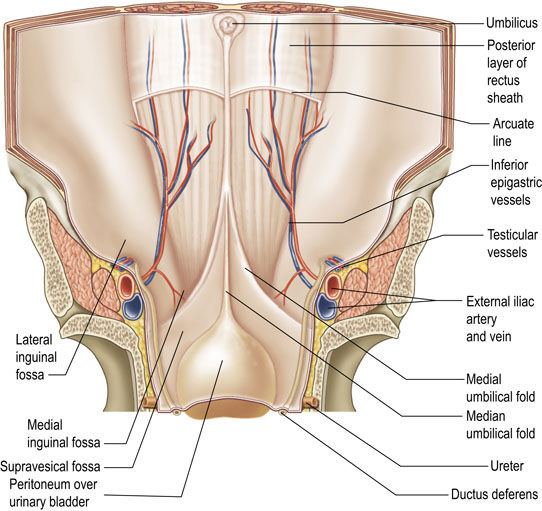 Umbilicus
Posterior
layer of
rectus
sheath
Arcuate
line
Inferior
epigastric
vessels
Testicular
vessels
External iliac
artery
and vein
Medial
umbilical fold
Median
umbilical fold
Ureter
Ductus deferens
Lateral
inguinal
fossa
Medial
inguinal fossa
Supravesical fossa
Peritoneum over
urinary bladder